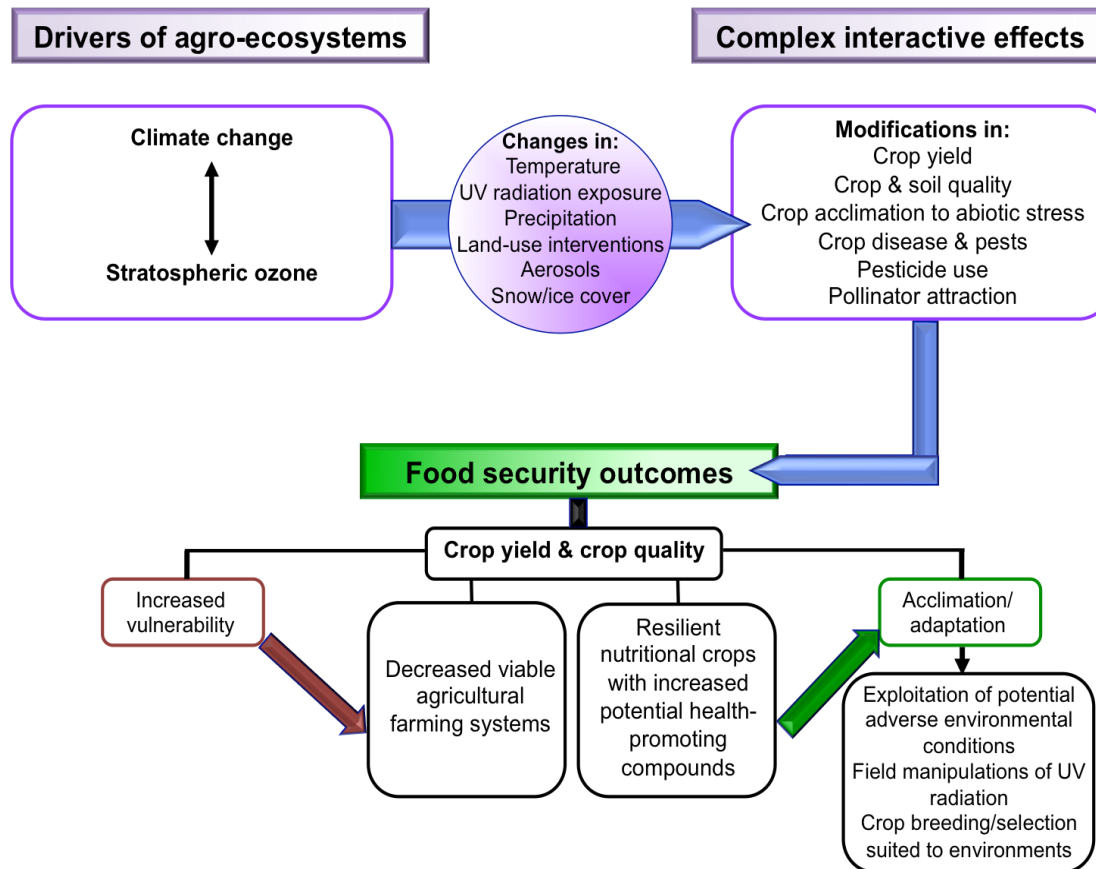 Drivers of agro-ecosystems
Complex interactive effects
Climate change
Stratospheric ozone
Changes in:
Temperature
UV radiation exposure
Precipitation
Land-use interventions
Aerosols
Snow/ice cover
Modifications in:
Crop yield
Crop & soil quality
Crop acclimation to abiotic stress
Crop disease & pests
Pesticide use
Pollinator attraction
Food security outcomes
Crop yield & crop quality
Increased
vulnerability
Decreased viable
agricultural
farming systems
Resilient
nutritional crops
with increased
potential health-
promoting
compounds
Acclimation/
adaptation
Exploitation of potential
adverse environmental
conditions
Field manipulations of UV
radiation
Crop breeding/selection
suited to environments